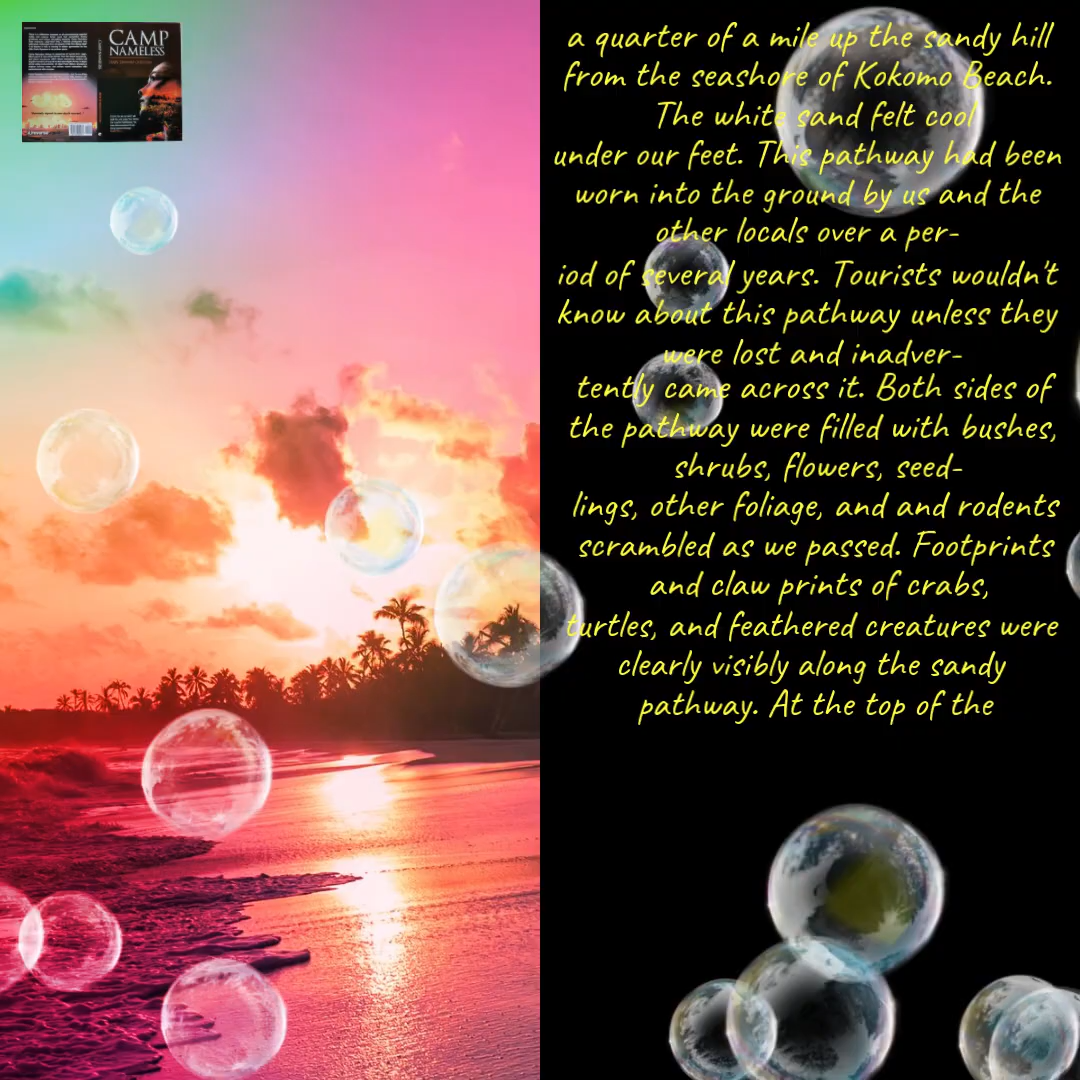 CAMP
NAMELESS
a quarter of a mile up the sandy hill
from the seashore of Kokomo Beach.
The white sand felt cool
under our feet. This pathway had been
worn into the ground by us and the
other locals over a per-
iod of several years. Tourists wouldn't
know about this pathway unless they
were lost and inadver-
tently came across it. Both sides of
the pathway were filled with bushes,
shrubs, flowers, seed-
lings, other foliage, and and rodents
scrambled as we passed. Footprints
and claw prints of crabs,
turtles, and feathered creatures were
clearly visibly along the sandy
pathway. At the top of the